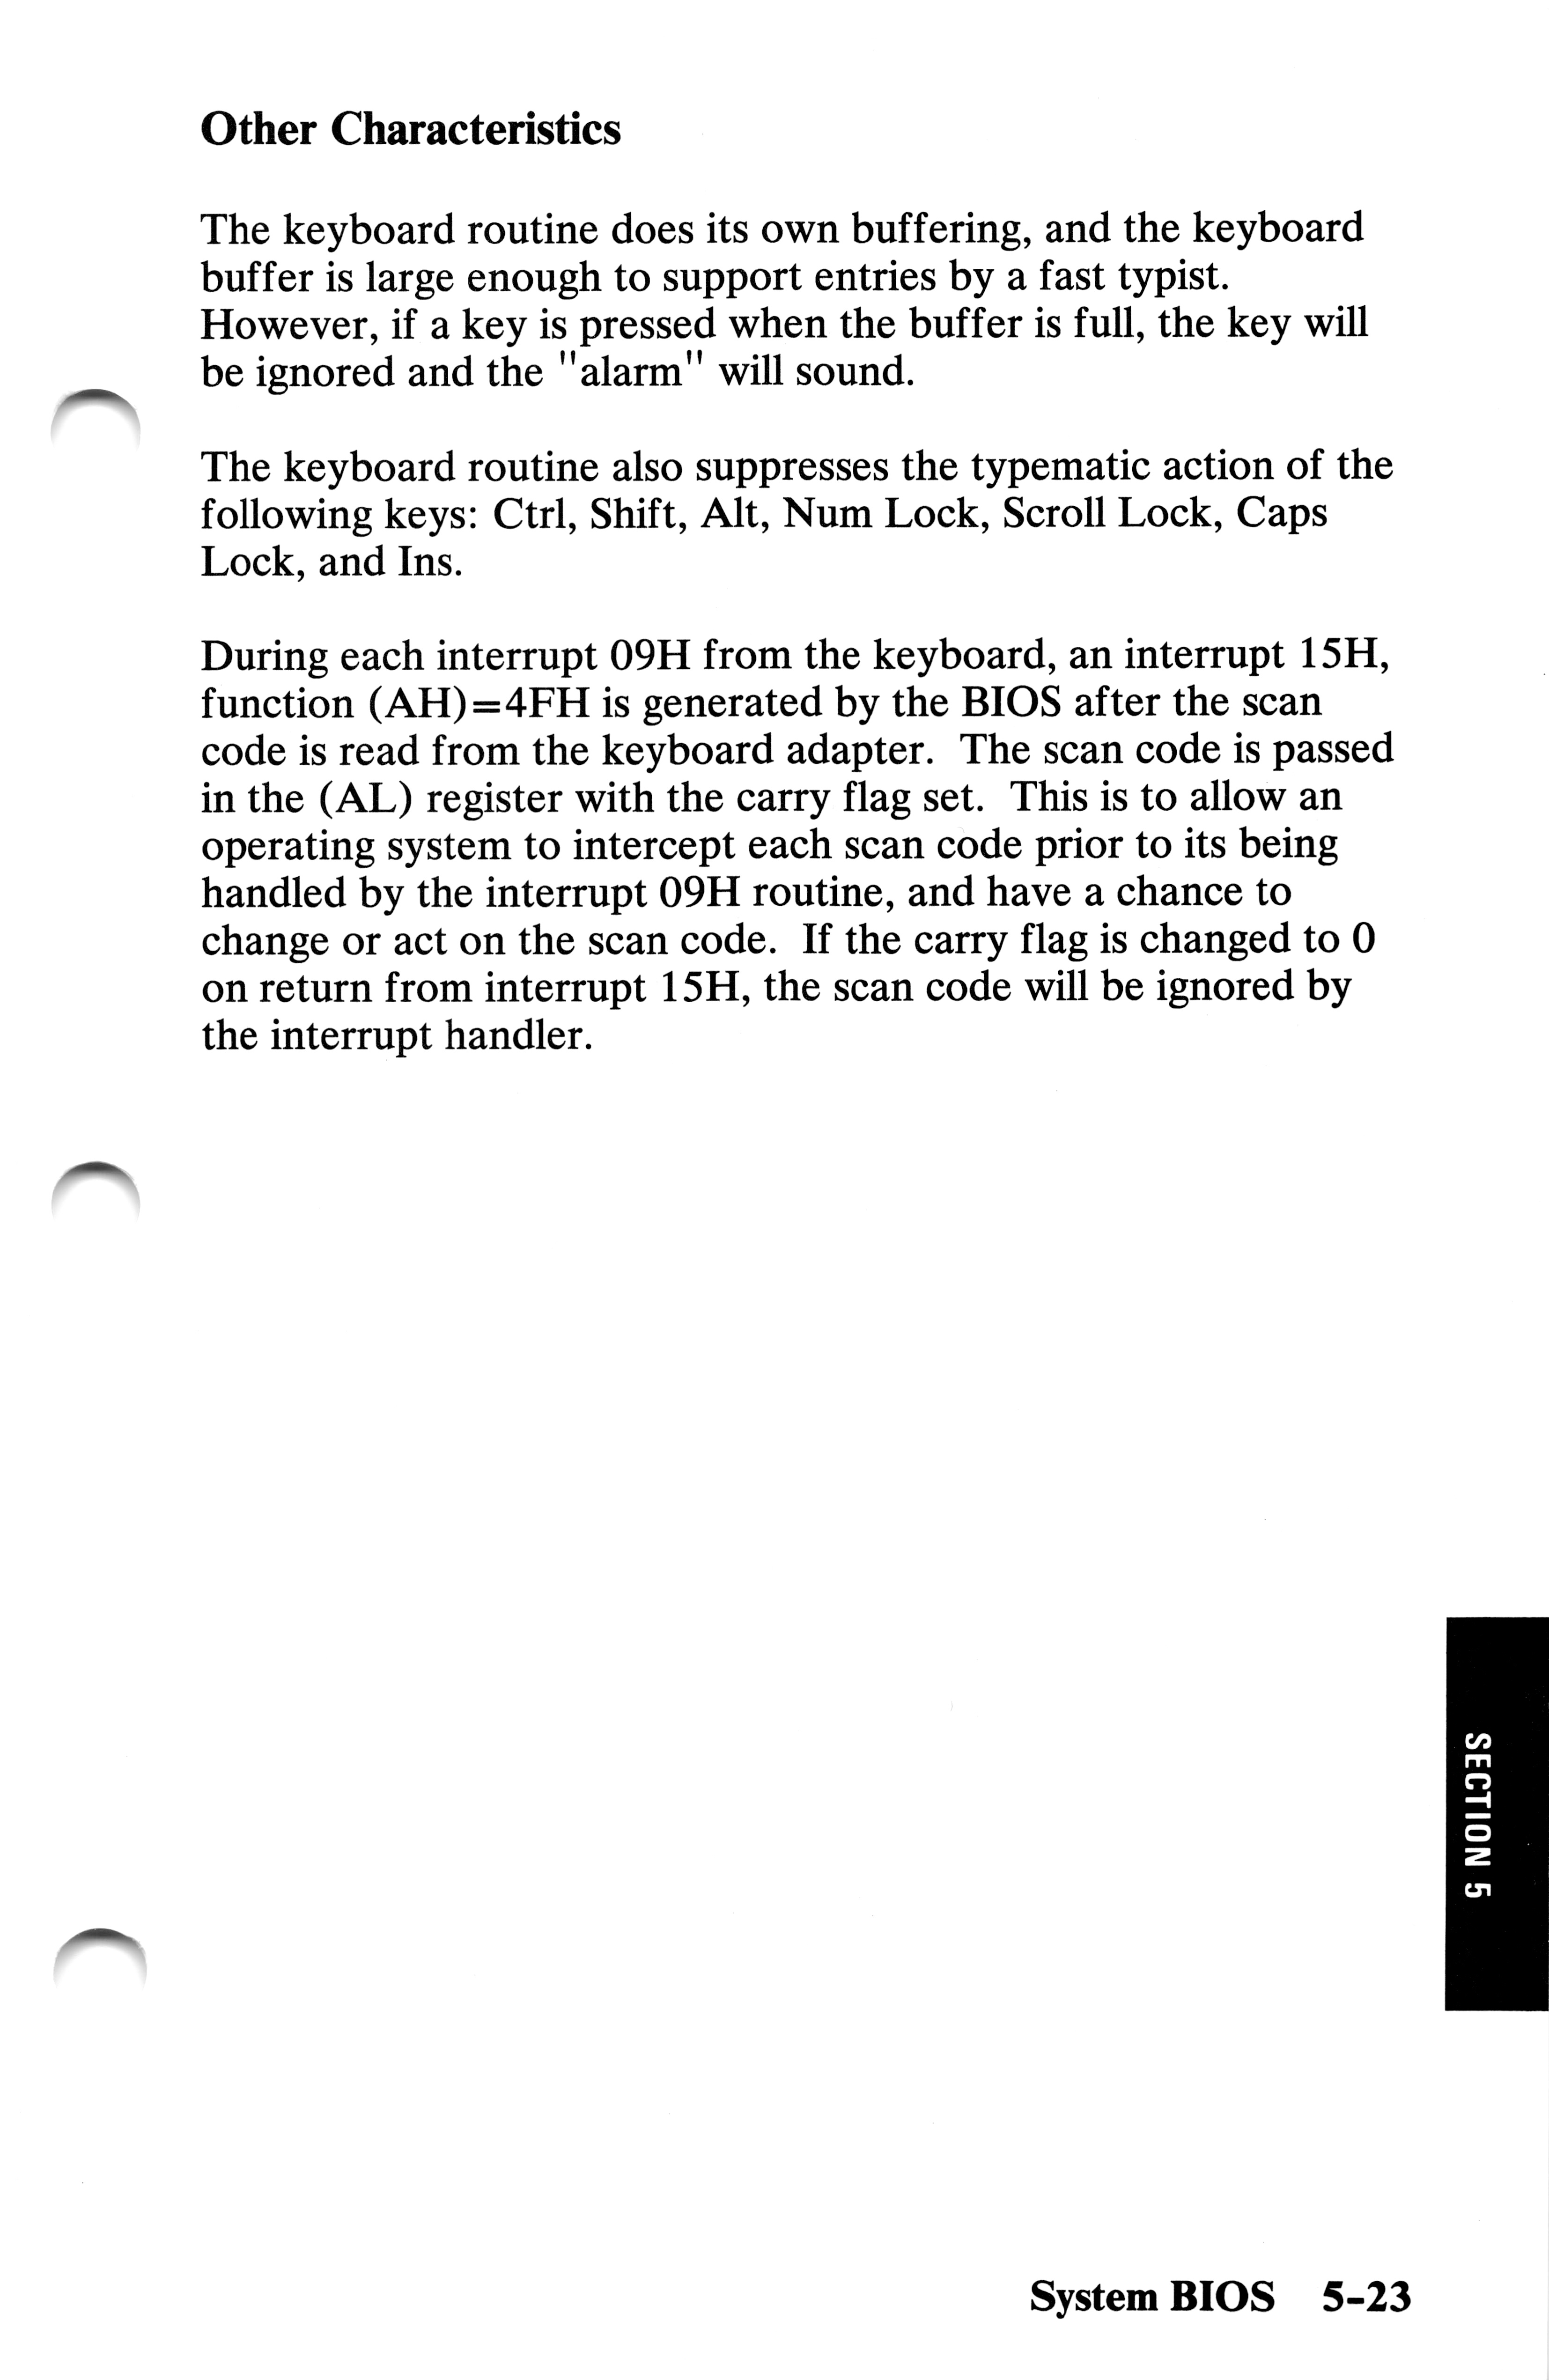 Other Characteristics
The keyboard routine does its own buffering, and the keyboard
buffer is large enough to support entries by a fast typist.
However, if a key is pressed when the buffer is full, the key will
be ignored and the "alarm" will sound.
The keyboard routine also suppresses the typematic action of the
following keys: Ctrl, Shift, Alt, Num Lock, Scroll Lock, Caps
Lock, and Ins.
During each interrupt 09H from the keyboard, an interrupt 15H,
function (AH)=4FH is generated by the BIOS after the scan
code is read from the keyboard adapter.  The scan code is passed
in the (AL) register with the carry flag set.  This is to allow an
operating system to intercept each scan code prior to its being
handled by the interrupt 09H routine, and have a chance to
change or act on the scan code.  If the carry flag is changed to 0
on return from interrupt 15H, the scan code will be ignored by
the interrupt handler.
SECTION 5
System BIOS 5-23